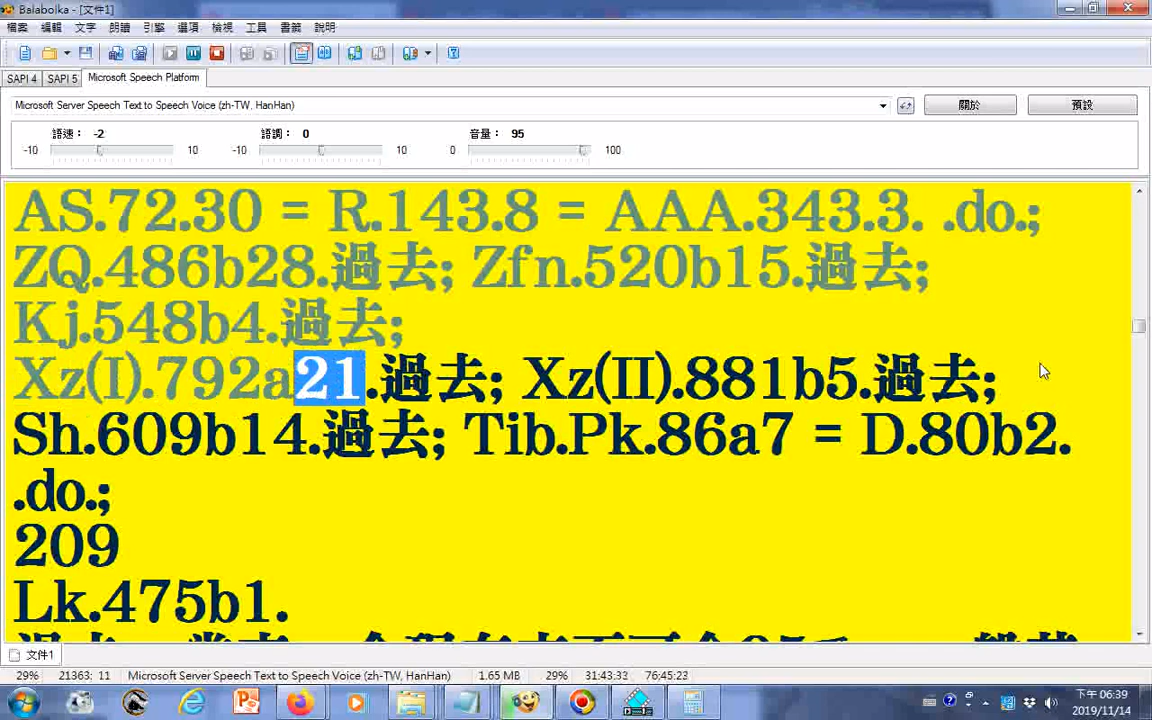 Balabolka - [文件1]
檔案 編輯 文字 朗讀 引擎 選項 檢視 工具 書籤 說明
SAPI 4 SAPI 5 Microsoft Speech Platform
Microsoft Server Speech Text to Speech Voice (zh-TW, HanHan) 關於 預設
語速： -2 語調： 0 音量： 95
-10 10 -10 10 0 100
AS.72.30 = R.143.8 = AAA.343.3. .do.;
ZQ.486b28.過去; Zfn.520b15.過去;
Kj.548b4.過去;
Xz(I).792a21.過去; Xz(II).881b5.過去;
Sh.609b14.過去; Tib.Pk.86a7 = D.80b2.
.do.;
209
Lk.475b1.
文件1
29% 21363: 11 Microsoft Server Speech Text to Speech Voice (zh-TW, HanHan) 1.65 MB 29% 31:43:33 76:45:23
下午 06:39
2019/11/14